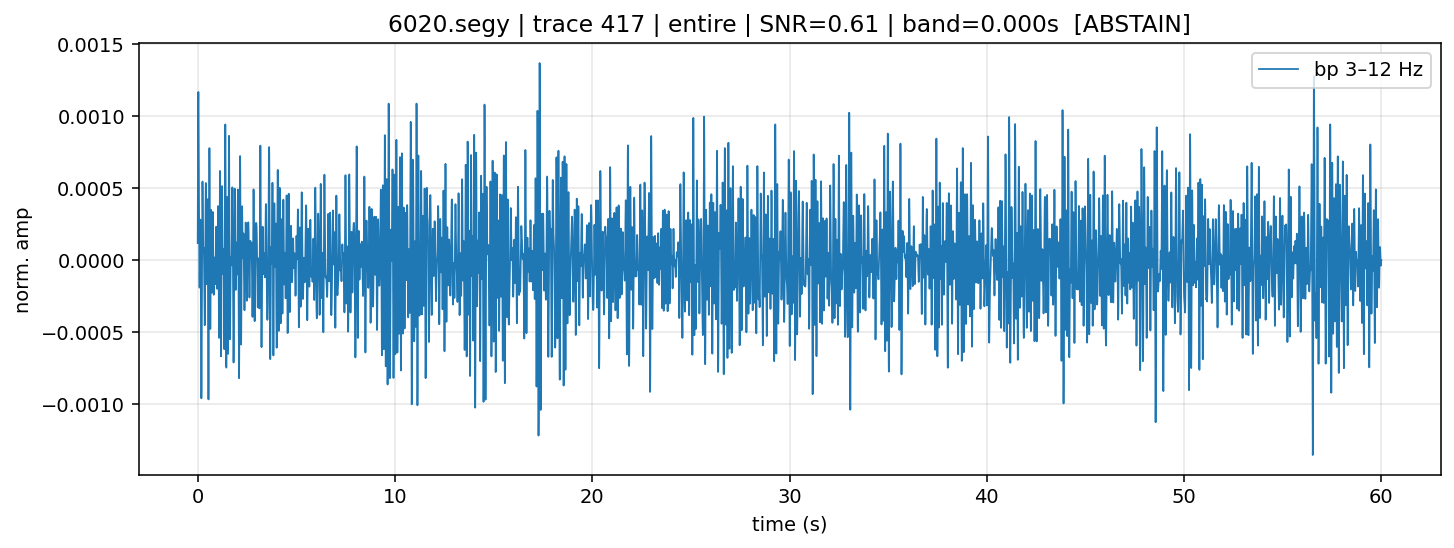 6020.segy | trace 417 | entire | SNR=0.61 | band=0.000s  [ABSTAIN]
bp 3–12 Hz
norm. amp
0.0015
0.0010
0.0005
0.0000
−0.0005
−0.0010
0 10 20 30 40 50 60
time (s)